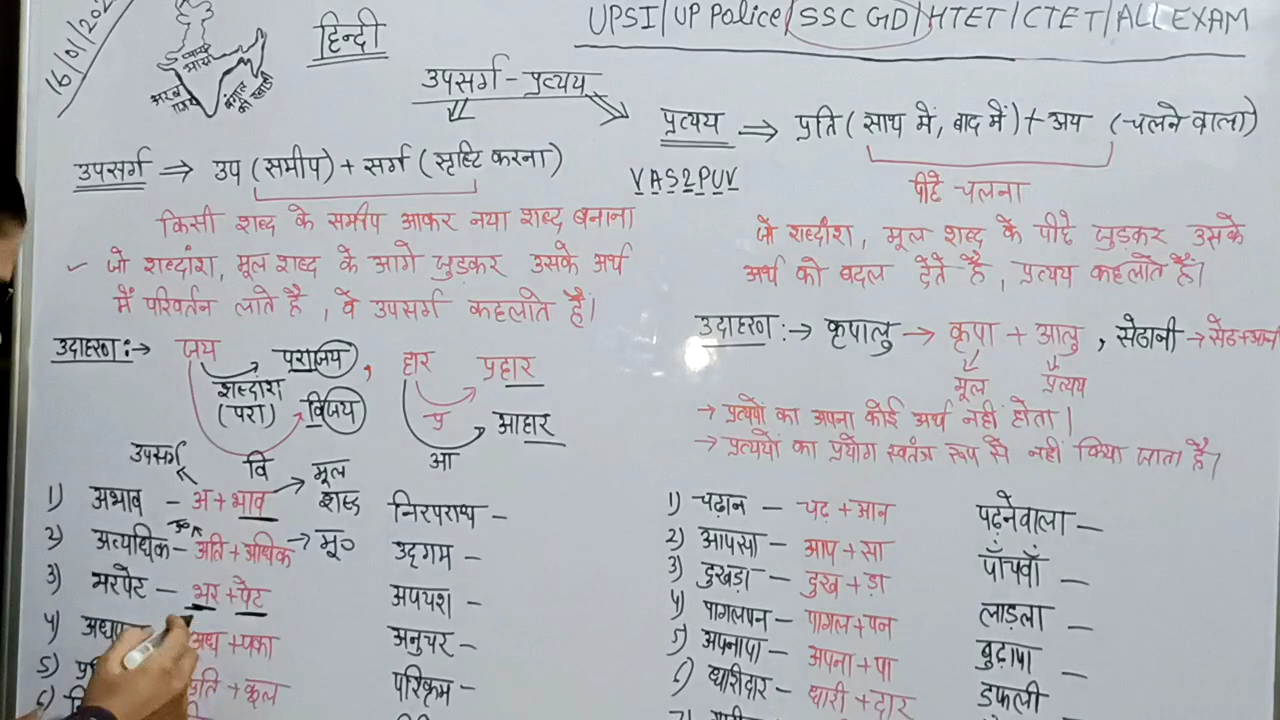 16/01/202
हिन्दी
UPSI/UP Police/SSC GD/HTET/CTET/ALL EXAM
उपसर्ग - प्रत्यय
उपसर्ग ⇒ उप (समीप) + सर्ग (सृष्टि करना)
किसी शब्द के समीप आकर नया शब्द बनाना
✓ जो शब्दांश, मूल शब्द के आगे जुड़कर उसके अर्थ
में परिवर्तन लाते है, वे उपसर्ग कहलाते हैं।
उदाहरण :→ जय पराजय, हार प्रहार
शब्दांश
(परा) विजय प्र आहार
उपसर्ग वि मूल शब्द आ
1) अभाव - अ + भाव
2) अत्यधिक - अति + अधिक → मू०
3) भरपेट - भर + पेट
4) अध + पका
5) प्रति + कूल
6)
निरपराध -
उद्गम -
अपयश -
अनुचर -
परिक्रम -
VAS2PUV
प्रत्यय ⇒ प्रति (साथ में, बाद में) + अय (चलने वाला)
पीछे चलना
जो शब्दांश, मूल शब्द के पीछे जुड़कर उसके
अर्थ को बदल देते है, प्रत्यय कहलाते हैं।
उदाहरण :→ कृपालु → कृपा + आलु, सेठानी → सेठ+आनी
मूल प्रत्यय
→ प्रत्ययों का अपना कोई अर्थ नहीं होता।
→ प्रत्ययों का प्रयोग स्वतंत्र रूप से नहीं किया जाता है।
1) चढ़ान - चढ़ + आन
2) आपसा - आप + सा
3) दुखड़ा - दुख + ड़ा
4) पागलपन - पागल + पन
5) अपनापा - अपना + पा
6) धारीदार - धारी + दार
7)
पढ़नेवाला -
पाँचवाँ -
लाड़ला -
बुढ़ापा -
डफली -